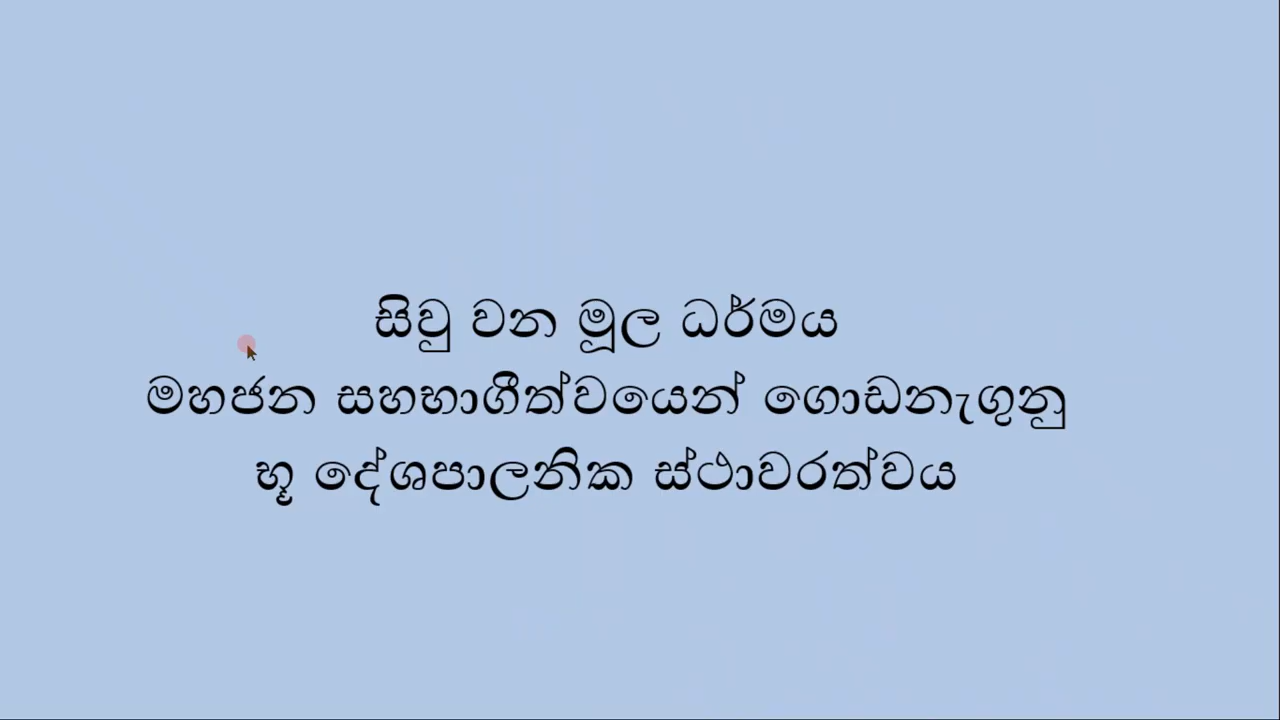 සිවු වන මූල ධර්මය
මහජන සහභාගීත්වයෙන් ගොඩනැගුනු
භූ දේශපාලනික ස්ථාවරත්වය